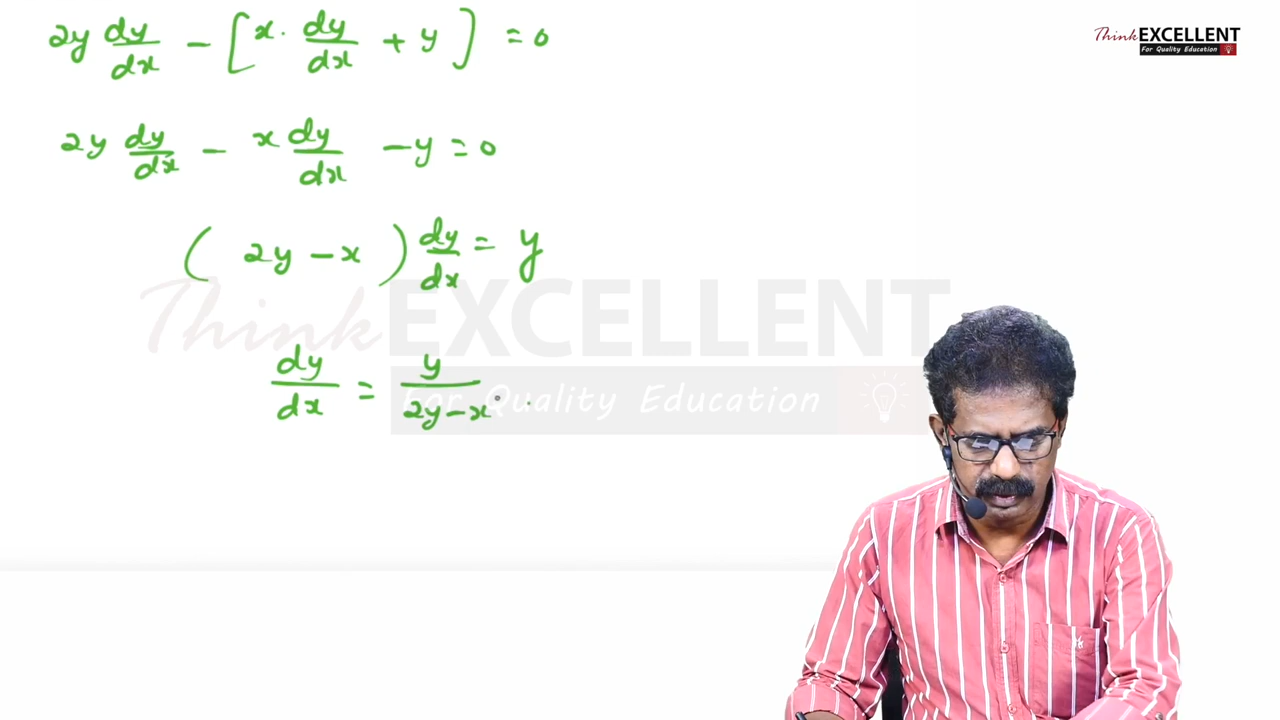 2y dy/dx - [x. dy/dx + y] = 0
Think EXCELLENT
For Quality Education
2y dy/dx - x dy/dx - y = 0
(2y - x) dy/dx = y
Think EXCELLENT
For Quality Education
dy/dx = y/2y-x .